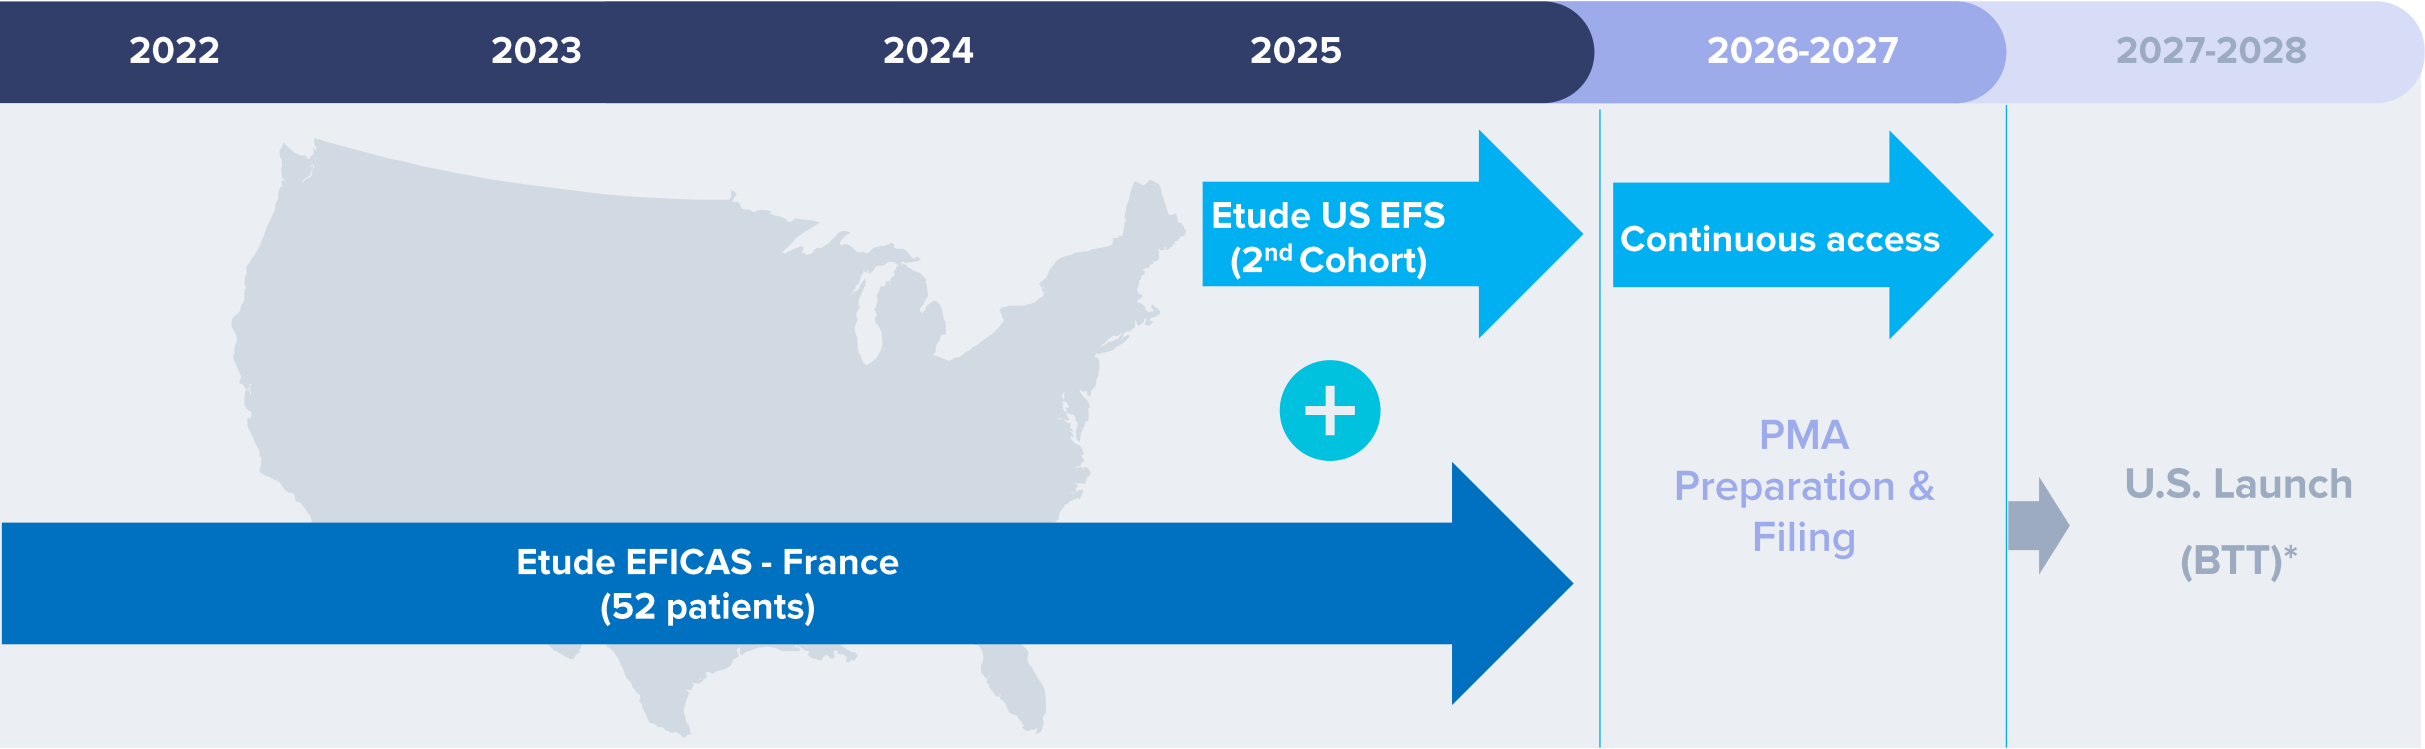 2022 2023 2024 2025 2026-2027 2027-2028
Etude US EFS
(2nd Cohort)
Continuous access
+
PMA
Preparation &
Filing
U.S. Launch
(BTT)*
Etude EFICAS - France
(52 patients)